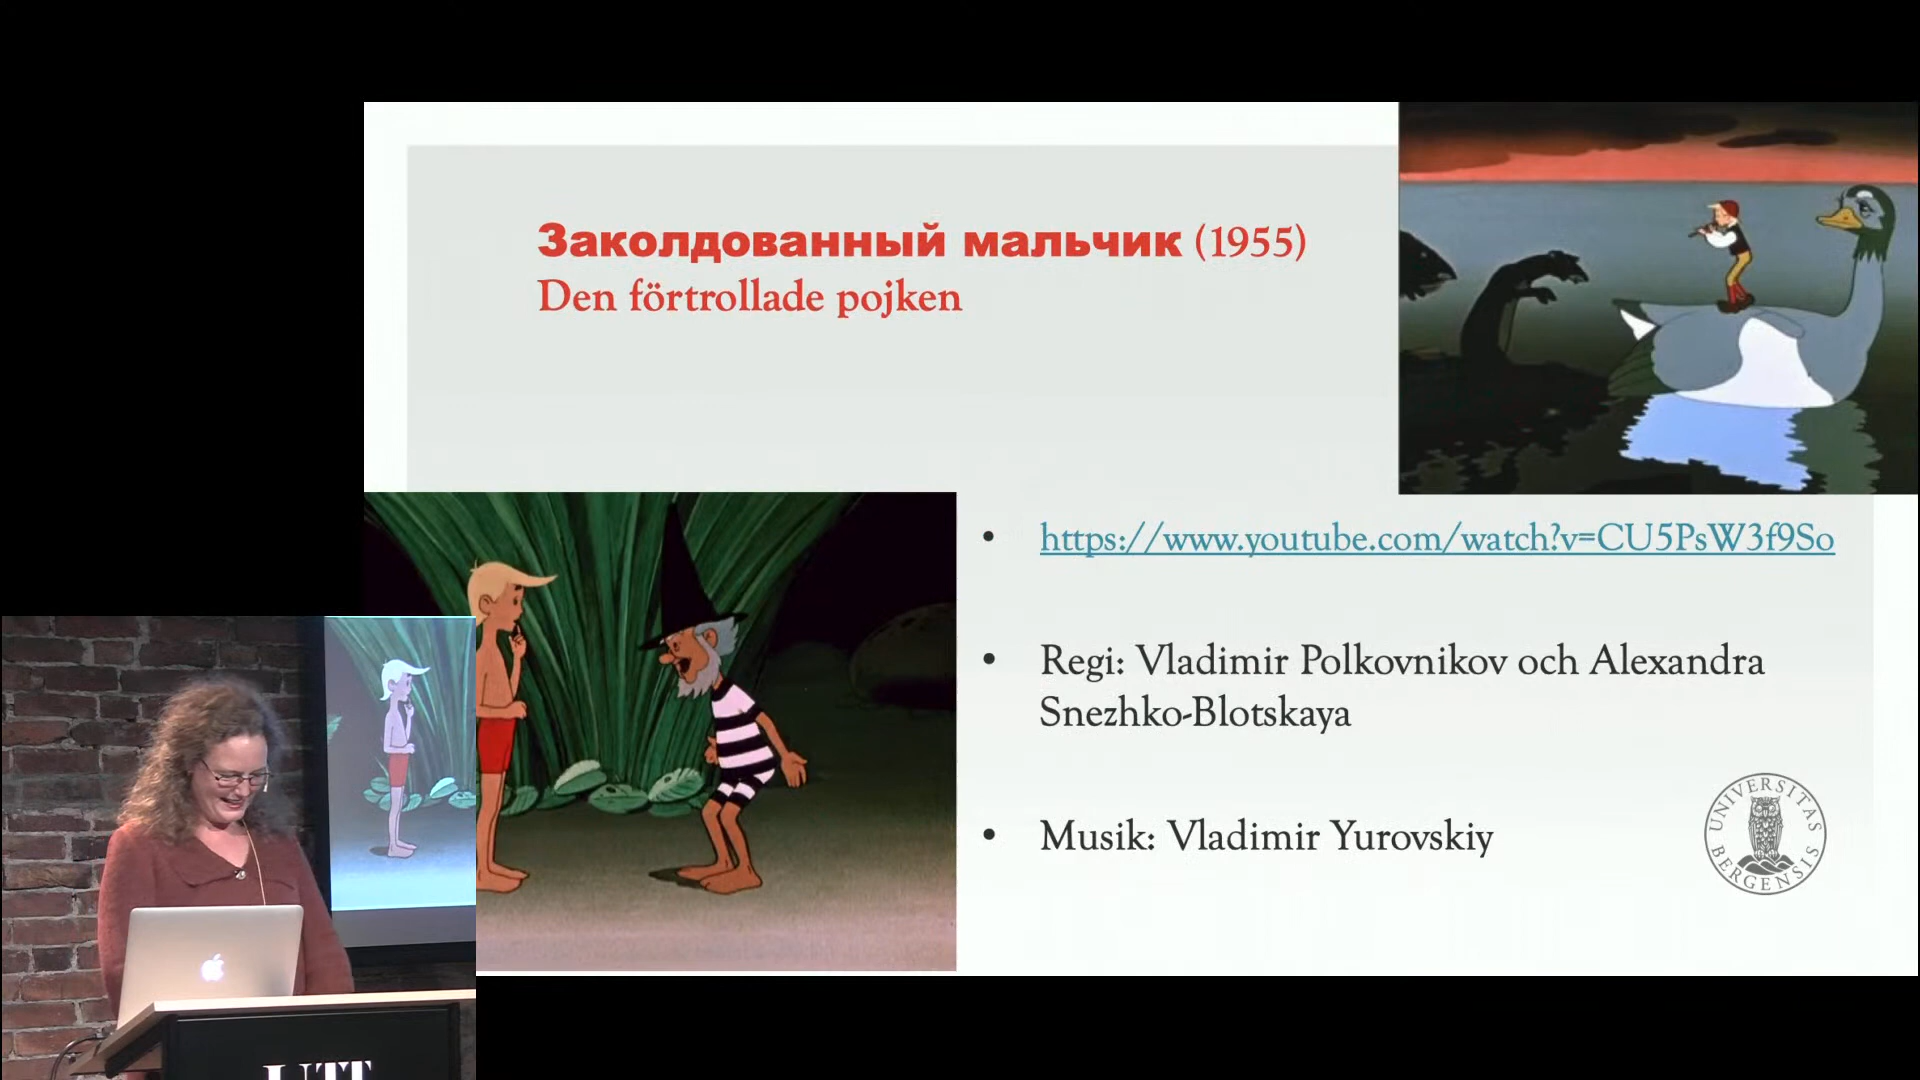 Заколдованный мальчик (1955)
Den förtrollade pojken
https://www.youtube.com/watch?v=CU5PsW3f9So
Regi: Vladimir Polkovnikov och Alexandra
Snezhko-Blotskaya
Musik: Vladimir Yurovskiy
UNIVERSITAS
BERGENSIS